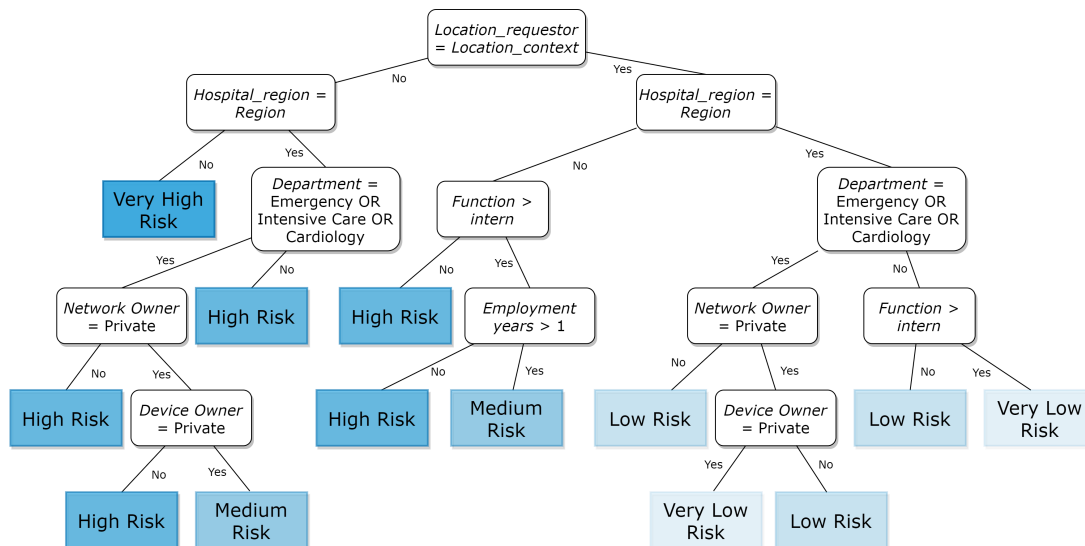 Location_requestor
= Location_context
No
Yes
Hospital_region =
Region
Hospital_region =
Region
No
Yes
No
Yes
Very High
Risk
Department =
Emergency OR
Intensive Care OR
Cardiology
Function >
intern
Department =
Emergency OR
Intensive Care OR
Cardiology
Yes
No
No
Yes
Yes
No
Network Owner
= Private
High Risk
High Risk
Employment
years > 1
Network Owner
= Private
Function >
intern
No
Yes
No
Yes
No
Yes
No
Yes
High Risk
Device Owner
= Private
High Risk
Medium
Risk
Low Risk
Device Owner
= Private
Low Risk
Very Low
Risk
No
Yes
Yes
No
High Risk
Medium
Risk
Very Low
Risk
Low Risk